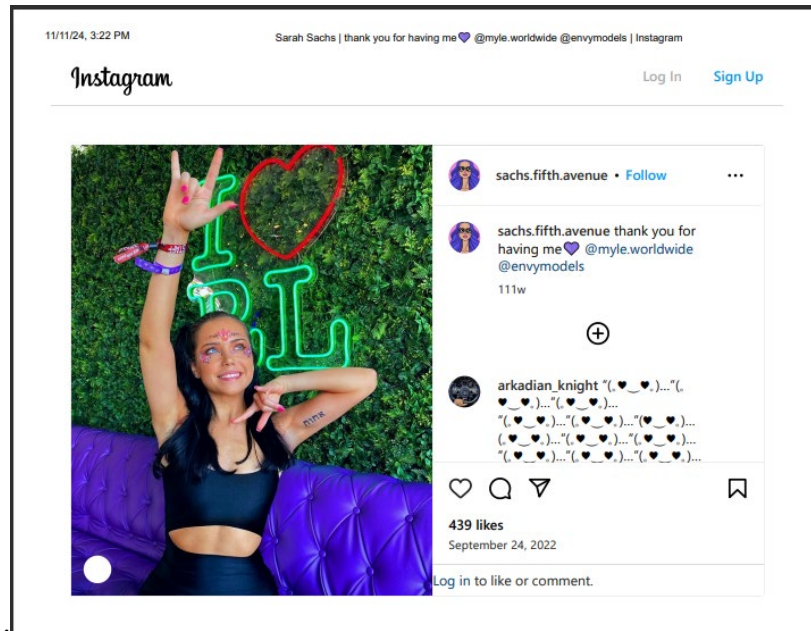 11/11/24, 3:22 PM
Sarah Sachs | thank you for having me💜 @myle.worldwide @envymodels | Instagram
Instagram
Log In
Sign Up
I
RL
sachs.fifth.avenue • Follow
sachs.fifth.avenue thank you for
having me💜 @myle.worldwide
@envymodels
111w
arkadian_knight "(｡♥‿♥｡)..."(｡
♥‿♥｡)..."(｡♥‿♥｡)...
"(｡♥‿♥｡)..."(｡♥‿♥｡)..."(♥‿♥｡)...
(｡♥‿♥｡)..."(｡♥‿♥｡)..."(｡♥‿♥｡)...
"(｡♥‿♥｡)..."(｡♥‿♥｡)..."(｡♥‿♥｡)...
439 likes
September 24, 2022
Log in to like or comment.